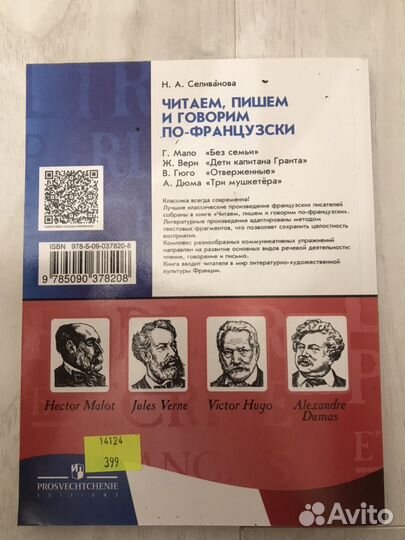 Н. А. Селиванова
ЧИТАЕМ, ПИШЕМ
И ГОВОРИМ
ПО-ФРАНЦУЗСКИ
Г. Мало «Без семьи»
Ж. Верн «Дети капитана Гранта»
В. Гюго «Отверженные»
А. Дюма «Три мушкетёра»
Классика всегда современна!
Лучшие классические произведения французских писателей
собраны в книге «Читаем, пишем и говорим по-французски».
Литературные произведения адаптированы методом
текстовых фрагментов, что позволяет сохранить целостность
восприятия.
Комплекс разнообразных коммуникативных упражнений
направлен на развитие основных видов речевой деятельности:
чтение, говорение и письмо.
Книга вводит читателя в мир литературно-художественной
культуры Франции.
ISBN 978-5-09-037820-8
9 785090 378208
Hector Malot
Jules Verne
Victor Hugo
Alexandre
Dumas
14124
399
PROSVECHTCHENIE
EDITIONS
Avito